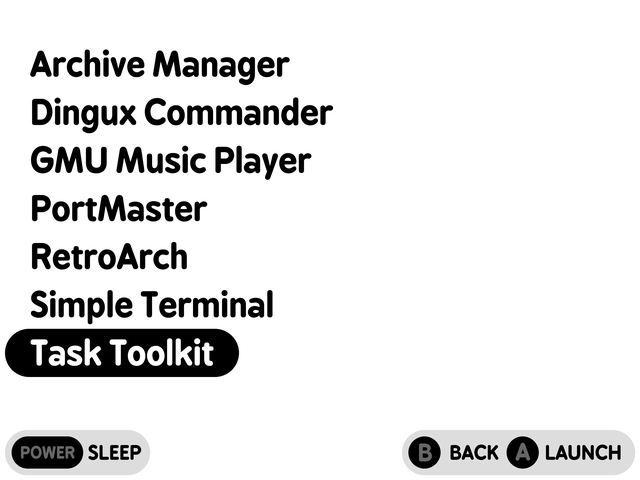 Archive Manager
Dingux Commander
GMU Music Player
PortMaster
RetroArch
Simple Terminal
Task Toolkit
POWER SLEEP B BACK A LAUNCH